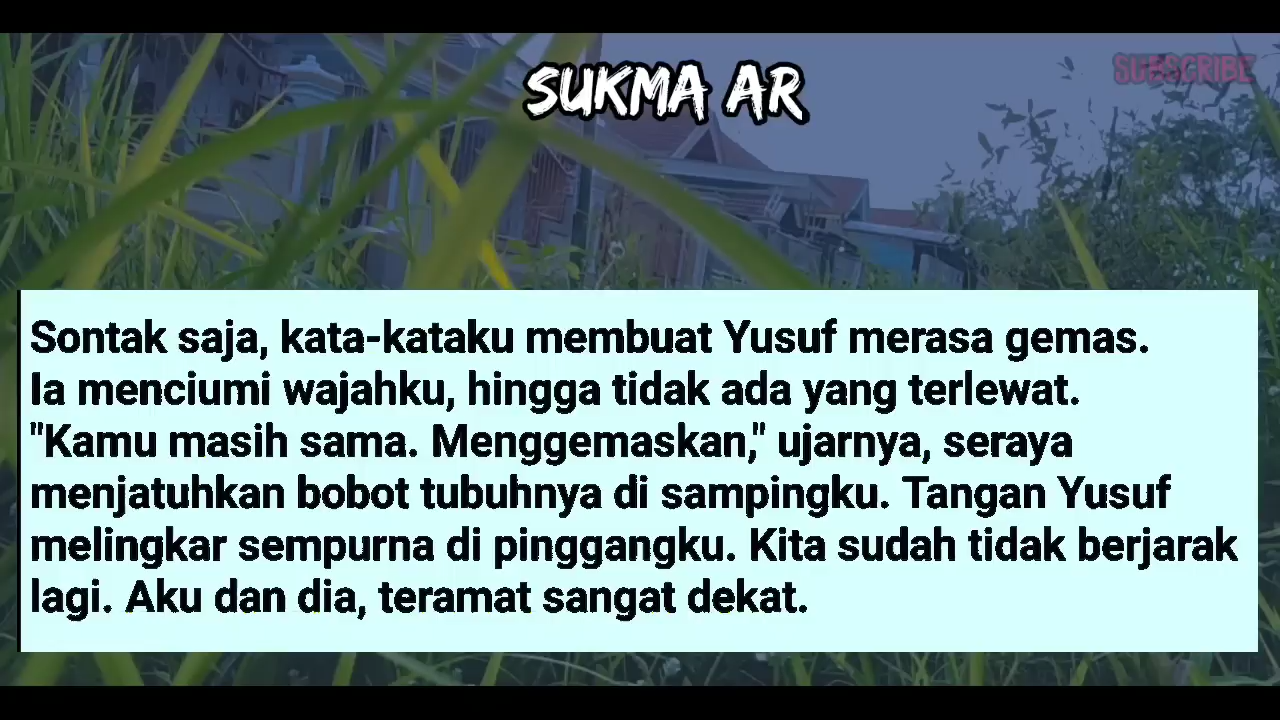 SUKMA AR
SUBSCRIBE
Sontak saja, kata-kataku membuat Yusuf merasa gemas.
Ia menciumi wajahku, hingga tidak ada yang terlewat.
"Kamu masih sama. Menggemaskan," ujarnya, seraya
menjatuhkan bobot tubuhnya di sampingku. Tangan Yusuf
melingkar sempurna di pinggangku. Kita sudah tidak berjarak
lagi. Aku dan dia, teramat sangat dekat.